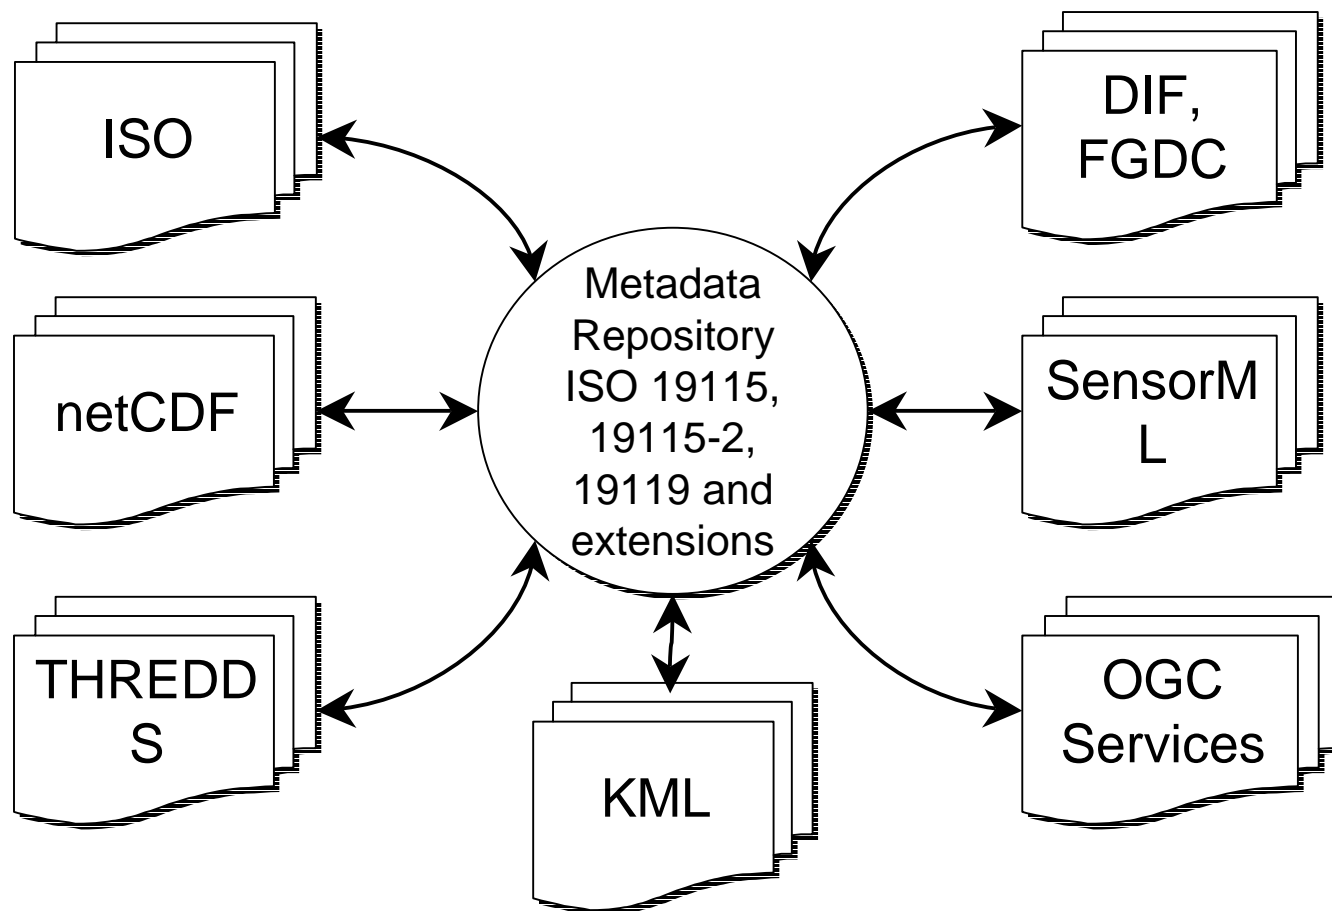 ISO
DIF,
FGDC
Metadata
Repository
ISO 19115,
19115-2,
19119 and
extensions
netCDF
SensorM
L
THREDD
S
KML
OGC
Services